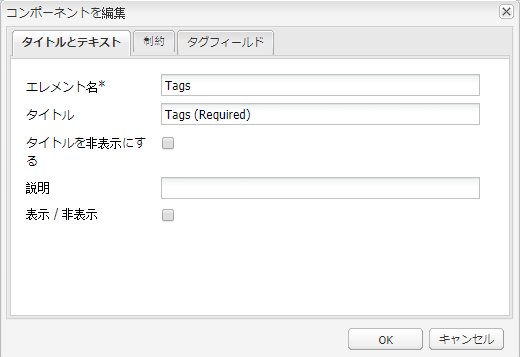 コンポーネントを編集
タイトルとテキスト 制約 タグフィールド
エレメント名* Tags
タイトル Tags (Required)
タイトルを非表示にす
る
説明
表示 / 非表示
OK キャンセル